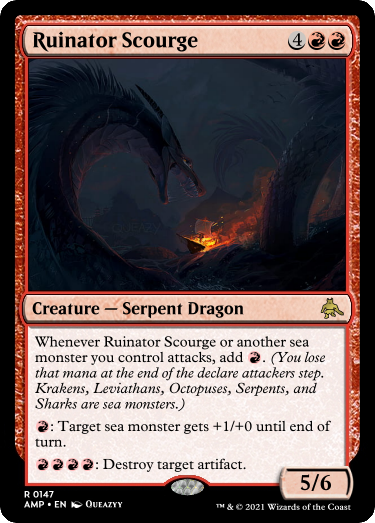 Ruinator Scourge 4
Creature — Serpent Dragon
Whenever Ruinator Scourge or another sea
monster you control attacks, add . (You lose
that mana at the end of the declare attackers step.
Krakens, Leviathans, Octopuses, Serpents, and
Sharks are sea monsters.)
: Target sea monster gets +1/+0 until end of
turn.
: Destroy target artifact.
5/6
R 0147
AMP • EN Queazyy
™ & © 2021 Wizards of the Coast